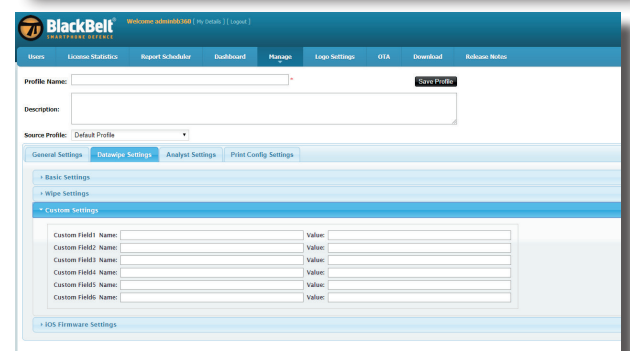 BlackBelt®
SMARTPHONE DEFENCE
Welcome adminbb360 [ My Details ] [ Logout ]
Users License Statistics Report Scheduler Dashboard Manage Logo Settings OTA Download Release Notes
Profile Name: * Save Profile
Description:
Source Profile: Default Profile
General Settings Datawipe Settings Analyst Settings Print Config Settings
Basic Settings
Wipe Settings
Custom Settings
Custom Field1 Name: Value:
Custom Field2 Name: Value:
Custom Field3 Name: Value:
Custom Field4 Name: Value:
Custom Field5 Name: Value:
Custom Field6 Name: Value:
iOS Firmware Settings